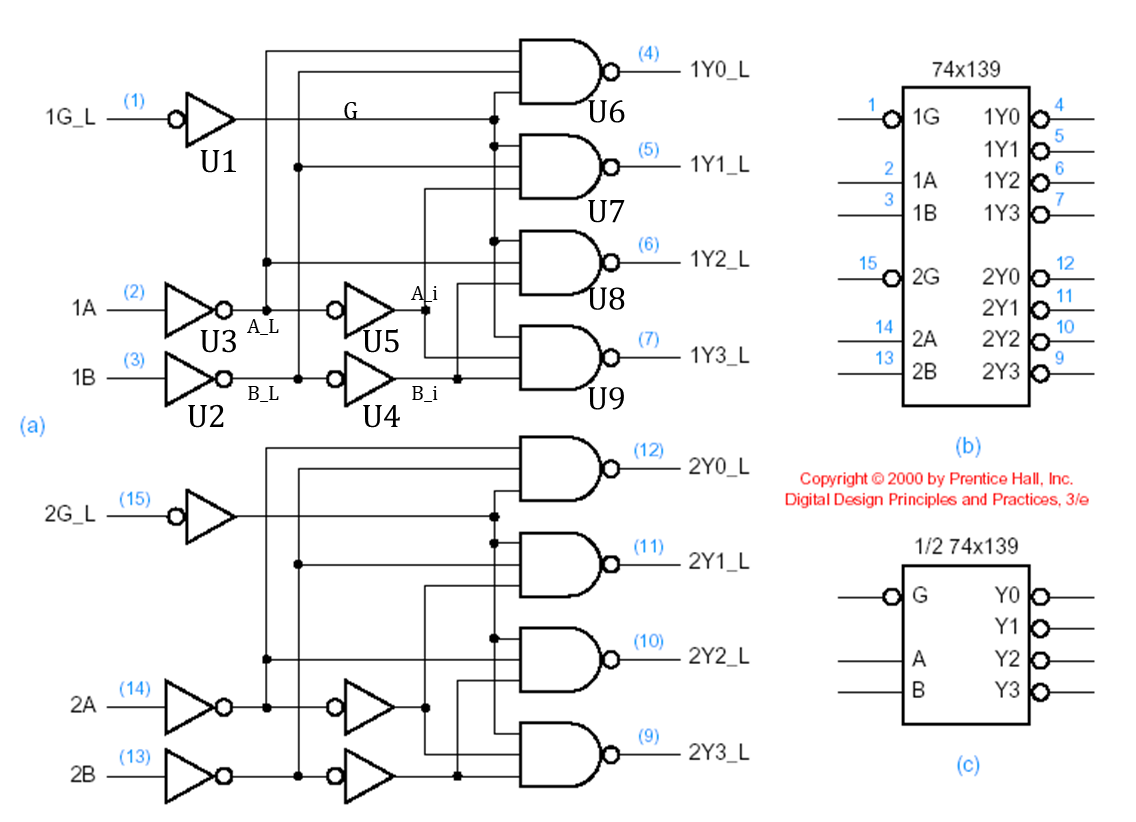 (4)
1Y0_L
74x139
1G_L
(1)
G
U6
U1
1
1G
1Y0
4
(5)
1Y1_L
1Y1
5
2
1A
1Y2
6
U7
3
1B
1Y3
7
(6)
1Y2_L
15
2G
2Y0
12
1A
(2)
A_i
U8
2Y1
11
U3
A_L
U5
14
2A
2Y2
10
(7)
1Y3_L
1B
(3)
13
2B
2Y3
9
B_L
B_i
U2
U4
U9
(a)
(b)
(12)
2Y0_L
Copyright © 2000 by Prentice Hall, Inc.
Digital Design Principles and Practices, 3/e
2G_L
(15)
(11)
2Y1_L
1/2 74x139
G
Y0
Y1
(10)
2Y2_L
A
Y2
2A
(14)
B
Y3
(9)
2Y3_L
2B
(13)
(c)